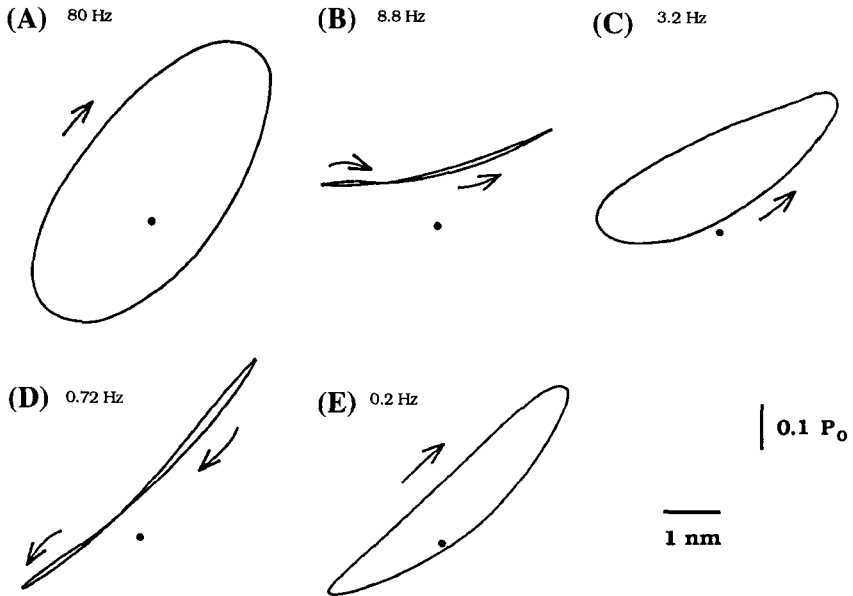 (A) 80 Hz
(B) 8.8 Hz
(C) 3.2 Hz
(D) 0.72 Hz
(E) 0.2 Hz
0.1 P₀
1 nm